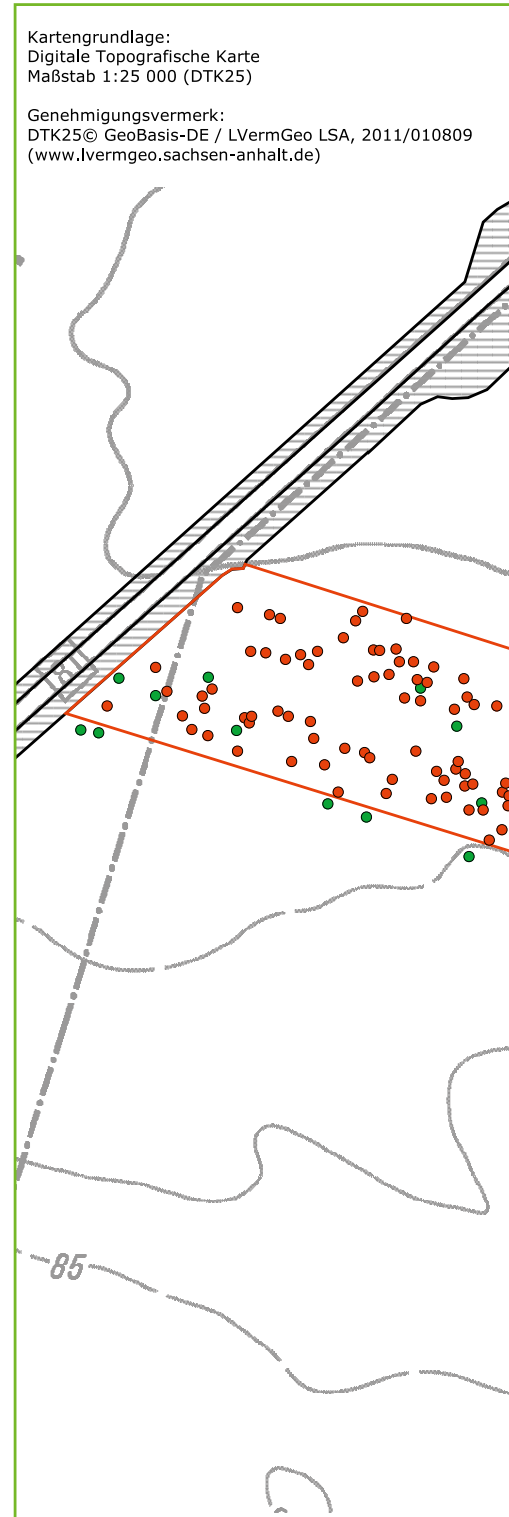 Kartengrundlage:
Digitale Topografische Karte
Maßstab 1:25 000 (DTK25)
Genehmigungsvermerk:
DTK25© GeoBasis-DE / LVermGeo LSA, 2011/010809
(www.lvermgeo.sachsen-anhalt.de)
85